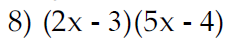 8) (2x - 3)(5x - 4)